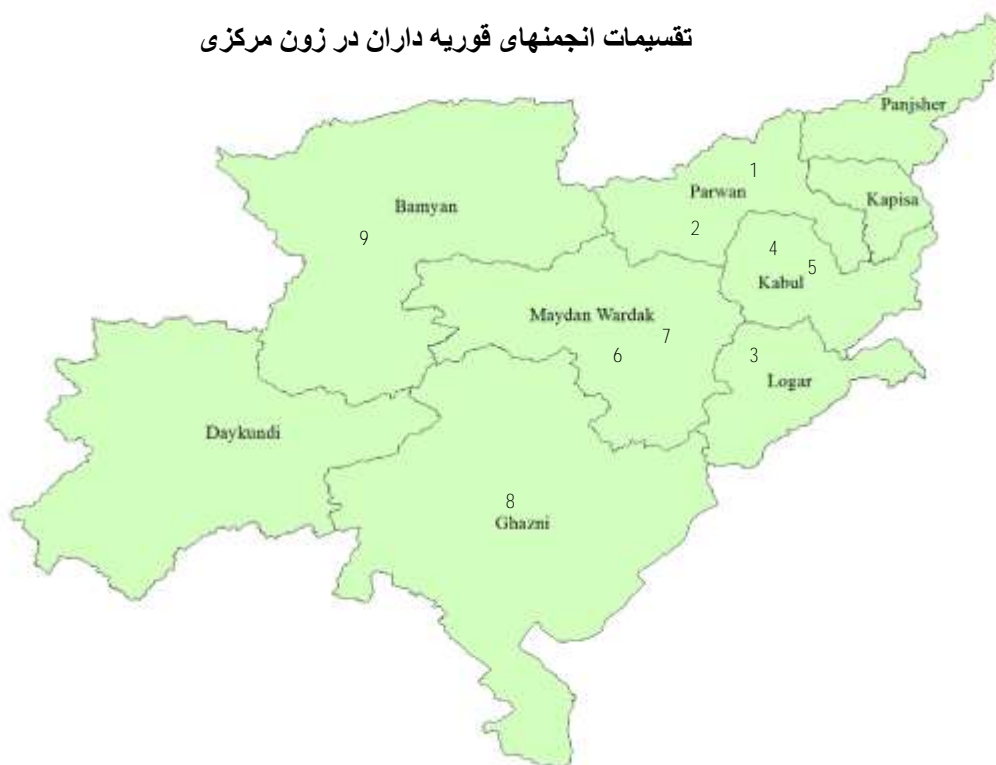 تقسیمات انجمنهای قوریه داران در زون مرکزی
Panjsher
1
Parwan
Kapisa
Bamyan
2
9
4
5
Kabul
Maydan Wardak
7
6
3
Logar
Daykundi
8
Ghazni